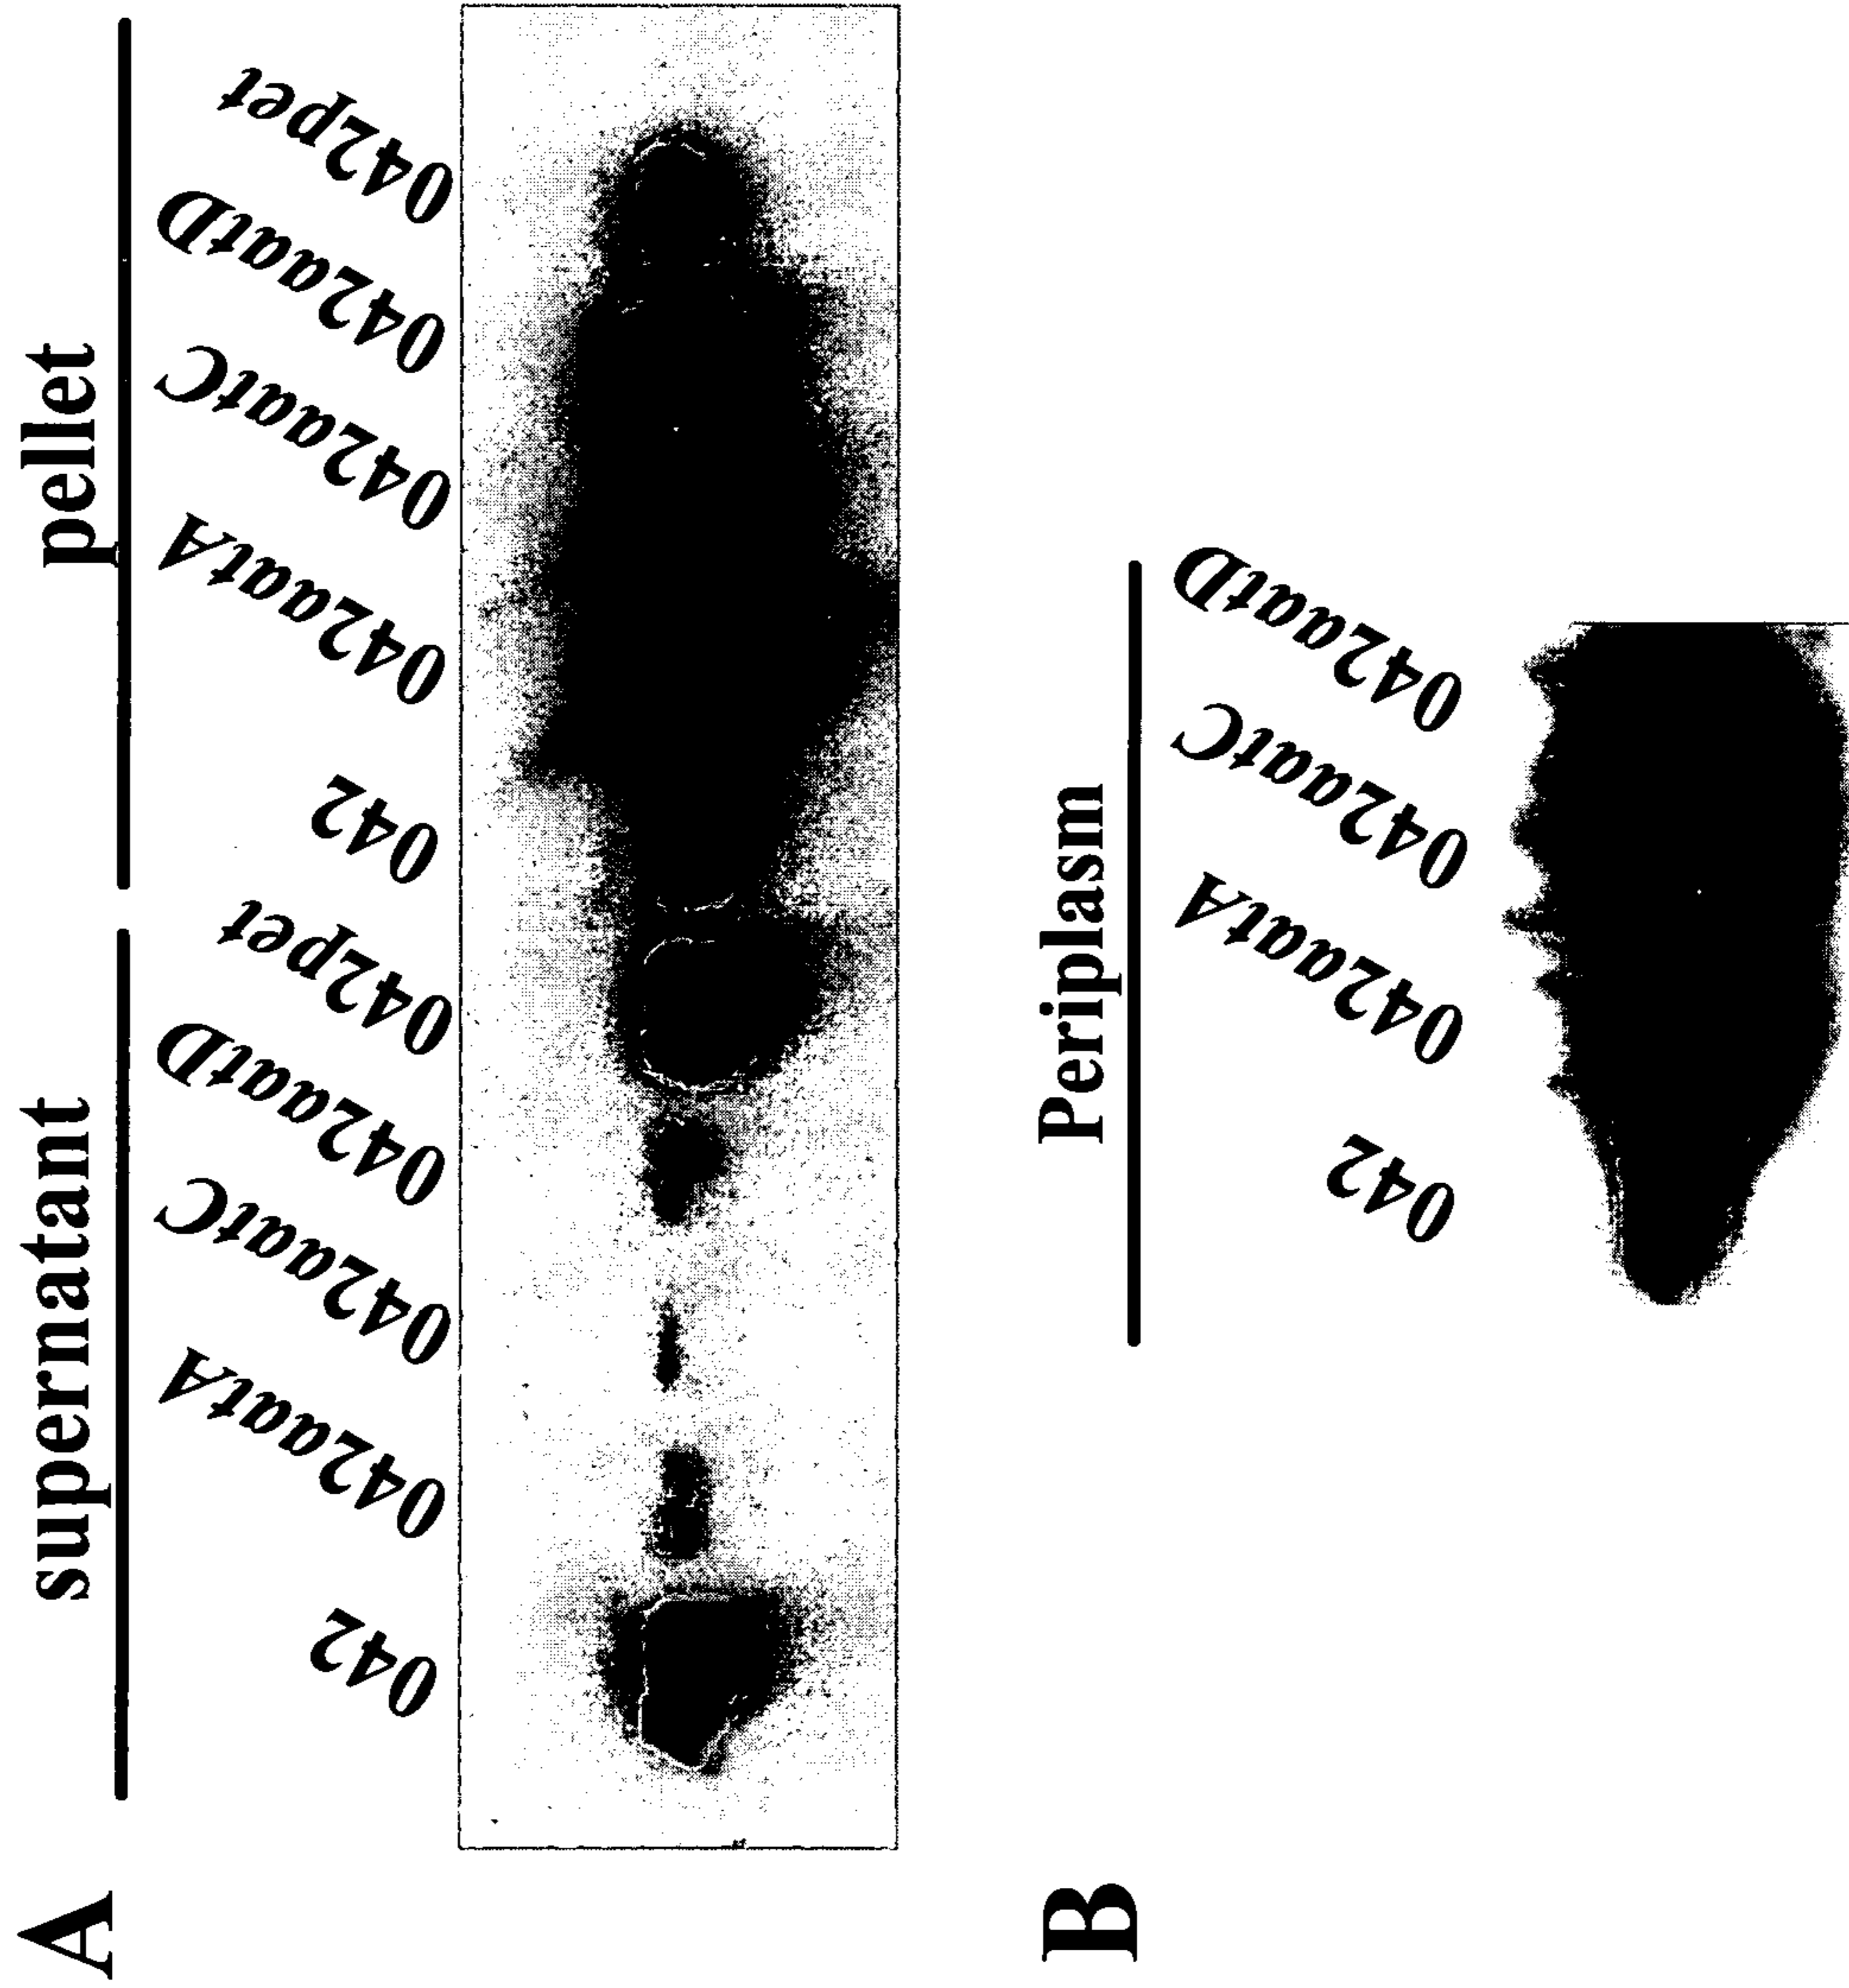 A
supernatant pellet
042 042aatA 042aatC 042aatD 042pet 042 042aatA 042aatC 042aatD 042pet
B
Periplasm
042 042aatA 042aatC 042aatD